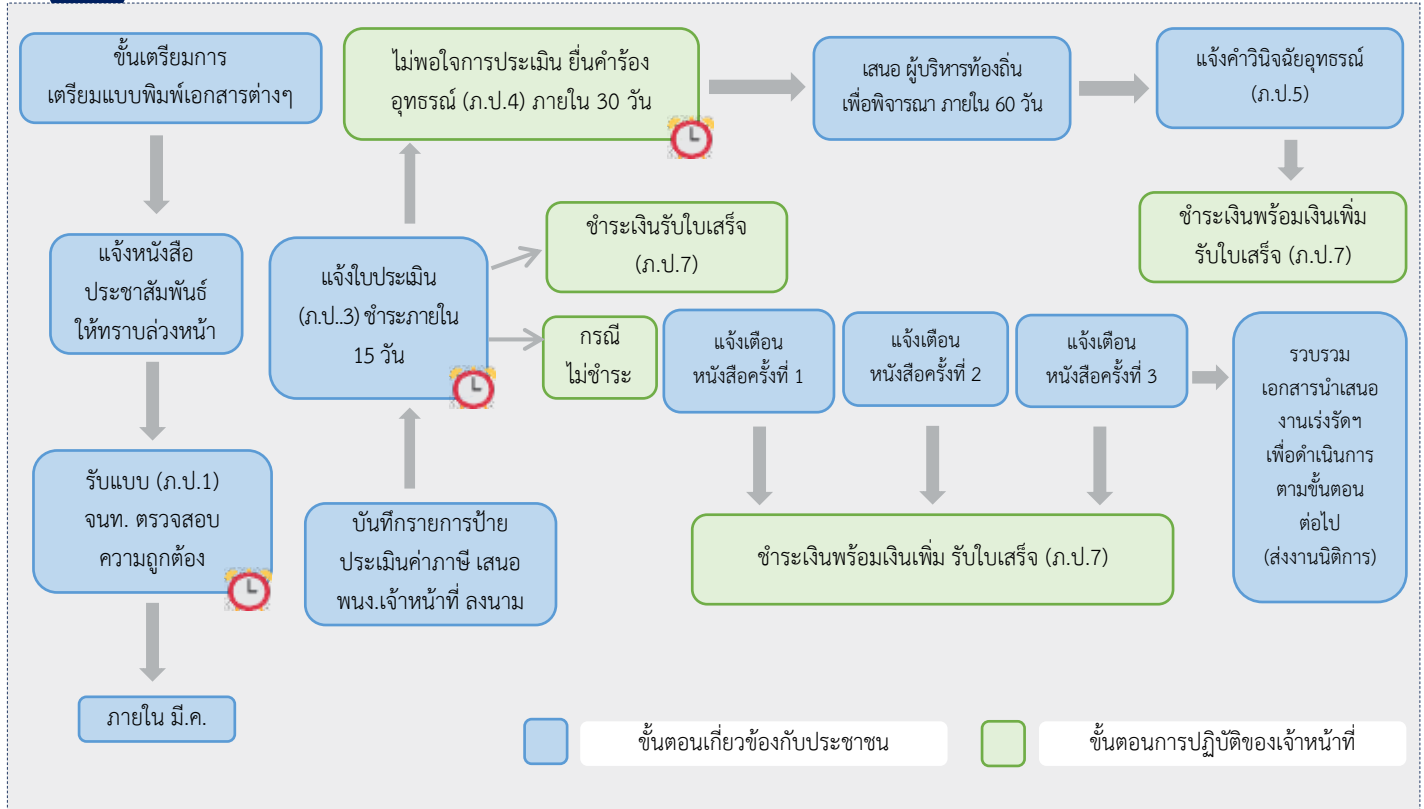 ขั้นเตรียมการ
เตรียมแบบพิมพ์เอกสารต่างๆ
ไม่พอใจการประเมิน ยื่นคำร้อง
อุทธรณ์ (ภ.ป.4) ภายใน 30 วัน
เสนอ ผู้บริหารท้องถิ่น
เพื่อพิจารณา ภายใน 60 วัน
แจ้งคำวินิจฉัยอุทธรณ์
(ภ.ป.5)
ชำระเงินพร้อมเงินเพิ่ม
รับใบเสร็จ (ภ.ป.7)
แจ้งหนังสือ
ประชาสัมพันธ์
ให้ทราบล่วงหน้า
แจ้งใบประเมิน
(ภ.ป..3) ชำระภายใน
15 วัน
ชำระเงินรับใบเสร็จ
(ภ.ป.7)
กรณี
ไม่ชำระ
แจ้งเตือน
หนังสือครั้งที่ 1
แจ้งเตือน
หนังสือครั้งที่ 2
แจ้งเตือน
หนังสือครั้งที่ 3
รวบรวม
เอกสารนำเสนอ
งานเร่งรัดฯ
เพื่อดำเนินการ
ตามขั้นตอน
ต่อไป
(ส่งงานนิติการ)
รับแบบ (ภ.ป.1)
จนท. ตรวจสอบ
ความถูกต้อง
บันทึกรายการป้าย
ประเมินค่าภาษี เสนอ
พนง.เจ้าหน้าที่ ลงนาม
ชำระเงินพร้อมเงินเพิ่ม รับใบเสร็จ (ภ.ป.7)
ภายใน มี.ค.
ขั้นตอนเกี่ยวข้องกับประชาชน
ขั้นตอนการปฏิบัติของเจ้าหน้าที่